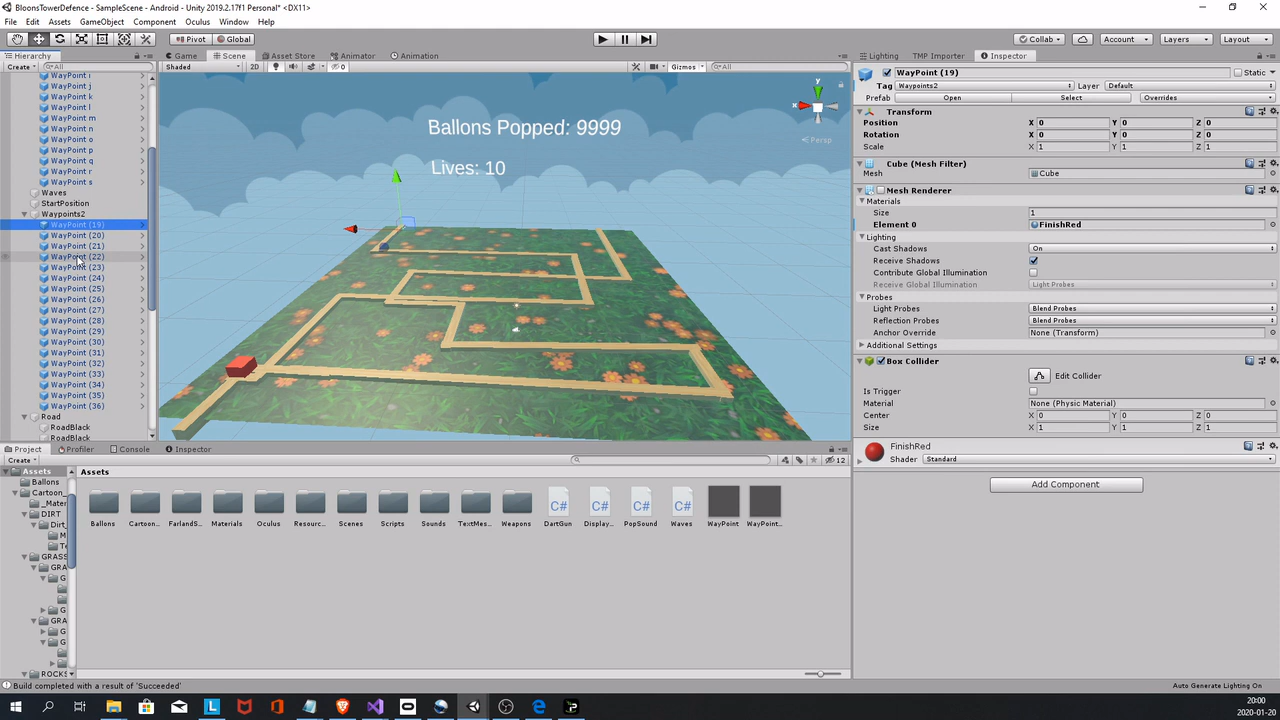 BloonsTowerDefence - SampleScene - Android - Unity 2019.2.17f1 Personal* <DX11>
File Edit Assets GameObject Component Oculus Window Help
Pivot Global
Collab Account Layers Layout
Hierarchy
Game Scene Asset Store Animator Animation
Lighting TMP Importer Inspector
Create All
Shaded 2D 0 Gizmos All
WayPoint i
WayPoint j
WayPoint k
WayPoint l
WayPoint m
WayPoint n
WayPoint o
WayPoint p
WayPoint q
WayPoint r
WayPoint s
Waves
StartPosition
Waypoints2
WayPoint (19)
WayPoint (20)
WayPoint (21)
WayPoint (22)
WayPoint (23)
WayPoint (24)
WayPoint (25)
WayPoint (26)
WayPoint (27)
WayPoint (28)
WayPoint (29)
WayPoint (30)
WayPoint (31)
WayPoint (32)
WayPoint (33)
WayPoint (34)
WayPoint (35)
WayPoint (36)
Road
RoadBlack
RoadBlack
Ballons Popped: 9999
Lives: 10
y
x
z
Persp
WayPoint (19) Static
Tag Waypoints2 Layer Default
Prefab Open Select Overrides
Transform
Position X 0 Y 0 Z 0
Rotation X 0 Y 0 Z 0
Scale X 1 Y 1 Z 1
Cube (Mesh Filter)
Mesh Cube
Mesh Renderer
Materials
Size 1
Element 0 FinishRed
Lighting
Cast Shadows On
Receive Shadows
Contribute Global Illumination
Receive Global Illumination Light Probes
Probes
Light Probes Blend Probes
Reflection Probes Blend Probes
Anchor Override None (Transform)
Additional Settings
Box Collider
Edit Collider
Is Trigger
Material None (Physic Material)
Center X 0 Y 0 Z 0
Size X 1 Y 1 Z 1
FinishRed
Shader Standard
Add Component
Project Profiler Console Inspector
Create 12
Assets
Ballons
Cartoon_
_Mater
DIRT
Dirt_
M
Te
GRASS
GRA
G
G
GRA
G
G
ROCKS
Assets
Ballons Cartoon... FarlandS... Materials Oculus Resourc... Scenes Scripts Sounds TextMes... Weapons DartGun Display... PopSound Waves WayPoint WayPoint...
C# C# C# C#
Build completed with a result of 'Succeeded'
Auto Generate Lighting On
20:00
2020-01-20